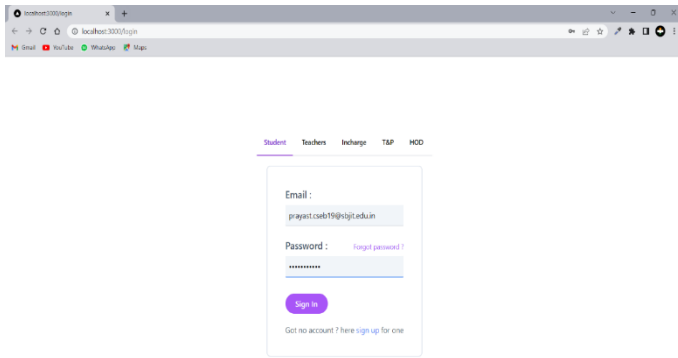 localhost:3000/login
localhost:3000/login
Gmail YouTube WhatsApp Maps
Student Teachers Incharge T&P HOD
Email :
prayast.cseb19@sbjit.edu.in
Password : Forgot password ?
•••••••••••
Sign in
Got no account ? here sign up for one